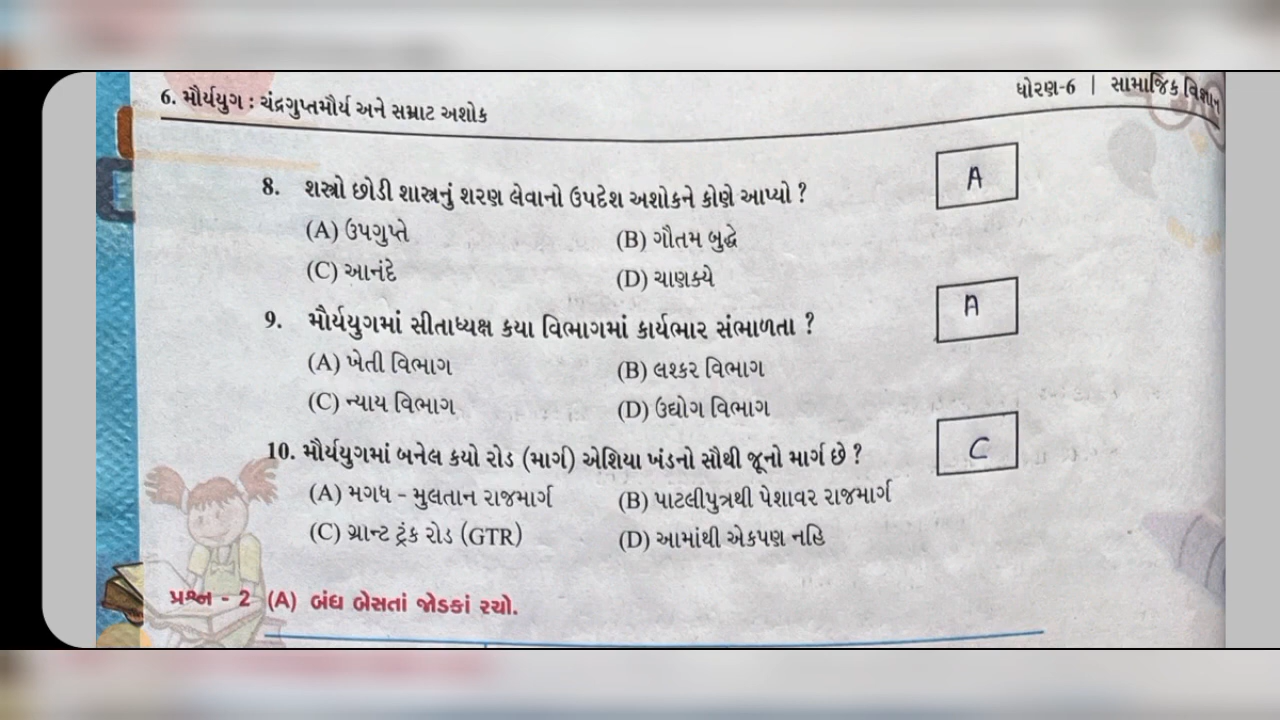 6. મૌર્યયુગ : ચંદ્રગુપ્તમૌર્ય અને સમ્રાટ અશોક
ધોરણ-6 | સામાજિક વિજ્ઞાન
8. શસ્ત્રો છોડી શાસ્ત્રનું શરણ લેવાનો ઉપદેશ અશોકને કોણે આપ્યો ? A
(A) ઉપગુપ્તે (B) ગૌતમ બુદ્ધે
(C) આનંદે (D) ચાણક્યે
9. મૌર્યયુગમાં સીતાધ્યક્ષ કયા વિભાગમાં કાર્યભાર સંભાળતા ? A
(A) ખેતી વિભાગ (B) લશ્કર વિભાગ
(C) ન્યાય વિભાગ (D) ઉદ્યોગ વિભાગ
10. મૌર્યયુગમાં બનેલ કયો રોડ (માર્ગ) એશિયા ખંડનો સૌથી જૂનો માર્ગ છે ? C
(A) મગધ - મુલતાન રાજમાર્ગ (B) પાટલીપુત્રથી પેશાવર રાજમાર્ગ
(C) ગ્રાન્ટ ટ્રંક રોડ (GTR) (D) આમાંથી એકપણ નહિ
પ્રશ્ન - 2 (A) બંધ બેસતાં જોડકાં રચો.